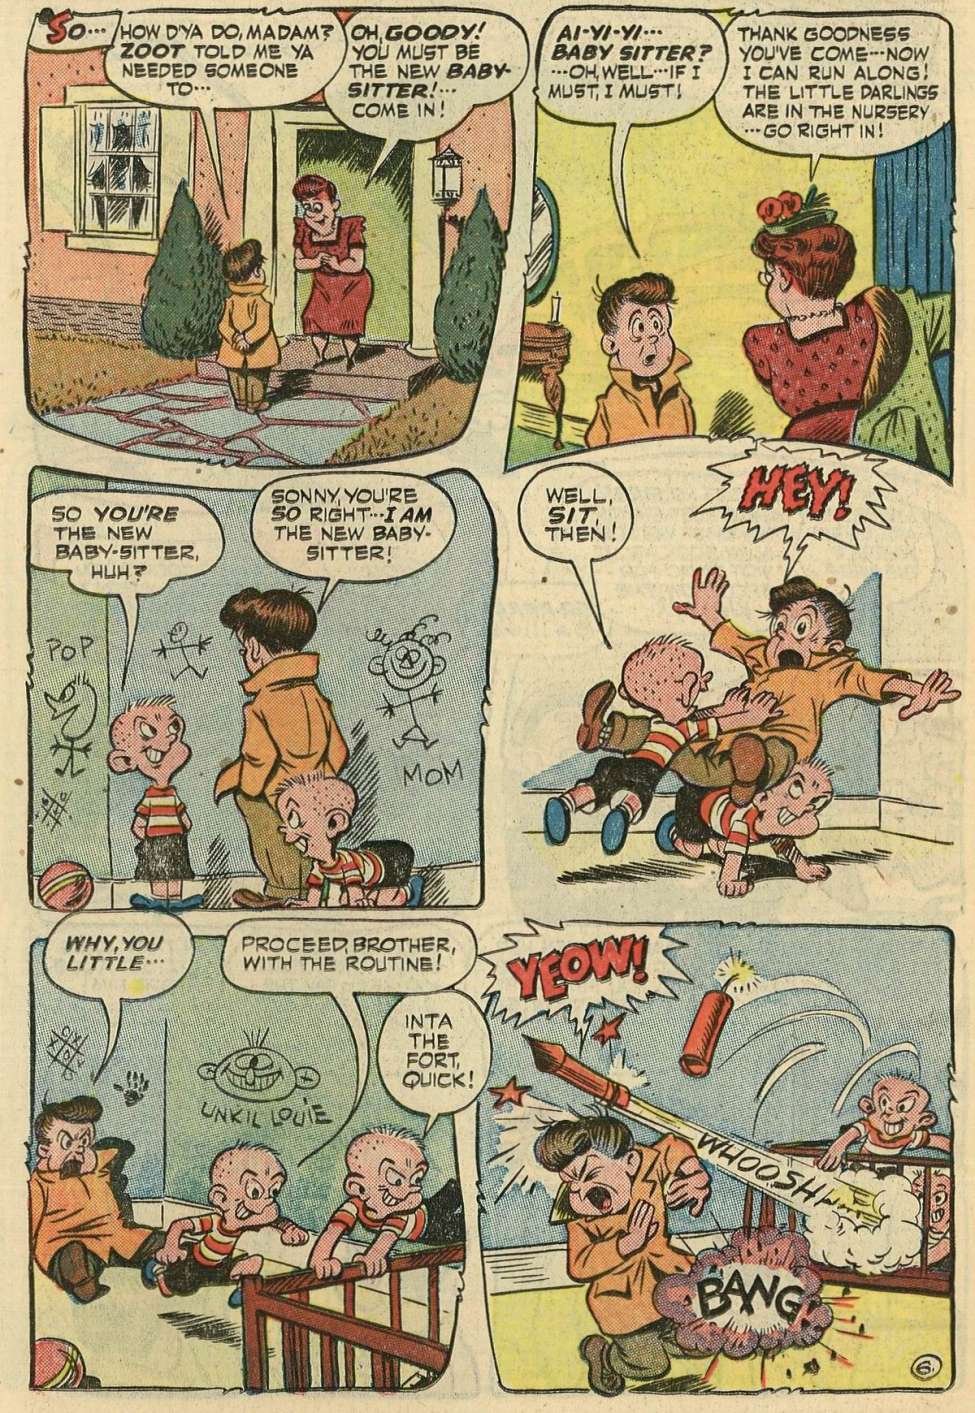 SO...
HOW D'YA DO, MADAM?
ZOOT TOLD ME YA
NEEDED SOMEONE
TO...
OH, GOODY!
YOU MUST BE
THE NEW BABY-
SITTER!...
COME IN!
AI-YI-YI...
BABY SITTER?
...OH, WELL...IF I
MUST, I MUST!
THANK GOODNESS
YOU'VE COME...NOW
I CAN RUN ALONG!
THE LITTLE DARLINGS
ARE IN THE NURSERY
...GO RIGHT IN!
SO YOU'RE
THE NEW
BABY-SITTER,
HUH?
SONNY, YOU'RE
SO RIGHT...I AM
THE NEW BABY-
SITTER!
POP
MOM
WELL,
SIT,
THEN!
HEY!
WHY, YOU
LITTLE...
PROCEED, BROTHER,
WITH THE ROUTINE!
INTA
THE
FORT,
QUICK!
UNKIL LOUIE
YEOW!
WHOOSH
BANG
6